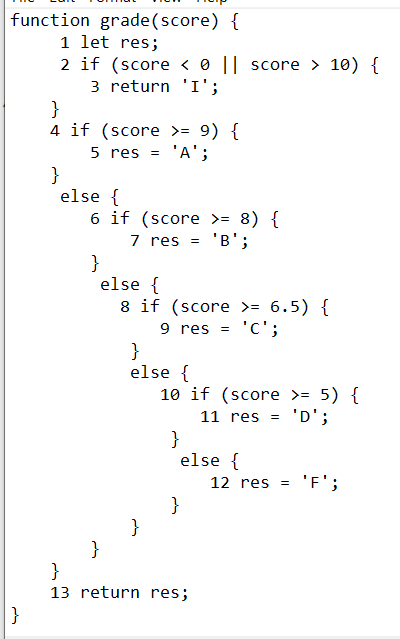 function grade(score) {
1 let res;
2 if (score < 0 || score > 10) {
3 return 'I';
}
4 if (score >= 9) {
5 res = 'A';
}
else {
6 if (score >= 8) {
7 res = 'B';
}
else {
8 if (score >= 6.5) {
9 res = 'C';
}
else {
10 if (score >= 5) {
11 res = 'D';
}
else {
12 res = 'F';
}
}
}
}
13 return res;
}